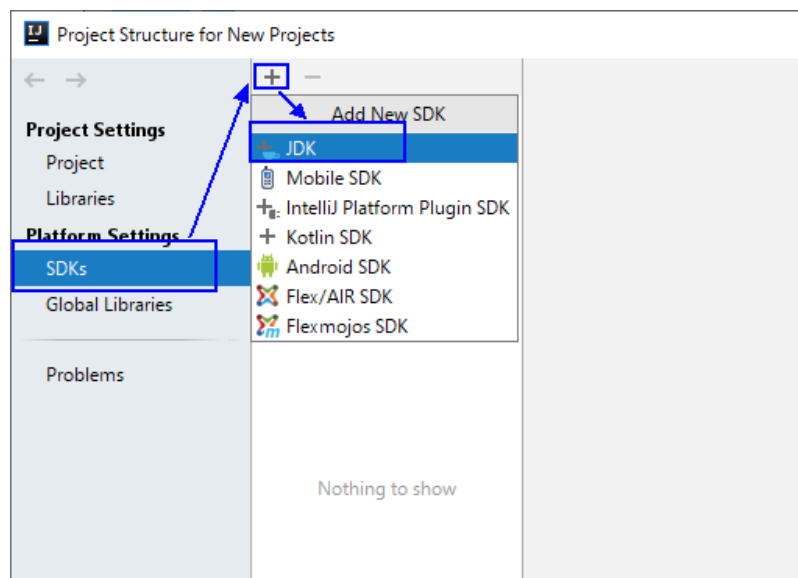 IJ Project Structure for New Projects
Project Settings
Project
Libraries
Platform Settings
SDKs
Global Libraries
Problems
Add New SDK
JDK
Mobile SDK
IntelliJ Platform Plugin SDK
Kotlin SDK
Android SDK
Flex/AIR SDK
Flexmojos SDK
Nothing to show